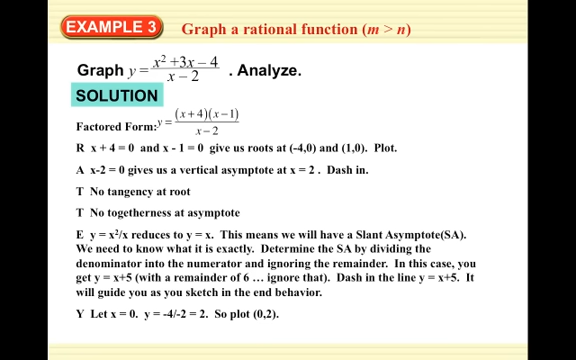 EXAMPLE 3 Graph a rational function (m > n)
Graph y = (x² +3x – 4)/(x – 2) . Analyze.
SOLUTION
Factored Form: y = (x+4)(x–1)/(x–2)
R x + 4 = 0 and x - 1 = 0 give us roots at (-4,0) and (1,0). Plot.
A x-2 = 0 gives us a vertical asymptote at x = 2 . Dash in.
T No tangency at root
T No togetherness at asymptote
E y = x²/x reduces to y = x. This means we will have a Slant Asymptote(SA).
We need to know what it is exactly. Determine the SA by dividing the
denominator into the numerator and ignoring the remainder. In this case, you
get y = x+5 (with a remainder of 6 … ignore that). Dash in the line y = x+5. It
will guide you as you sketch in the end behavior.
Y Let x = 0. y = -4/-2 = 2. So plot (0,2).